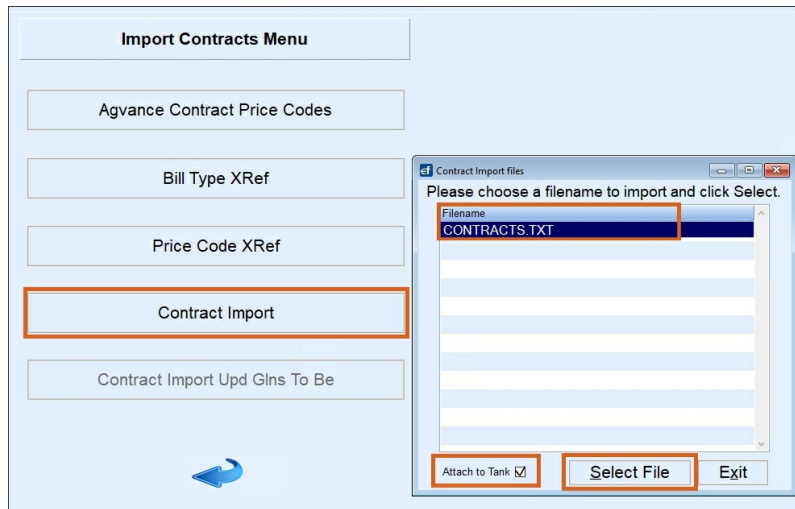 Import Contracts Menu
Agvance Contract Price Codes
Bill Type XRef
Price Code XRef
Contract Import
Contract Import Upd Glns To Be
ef Contract Import files
Please choose a filename to import and click Select.
Filename
CONTRACTS.TXT
Attach to Tank
Select File
Exit